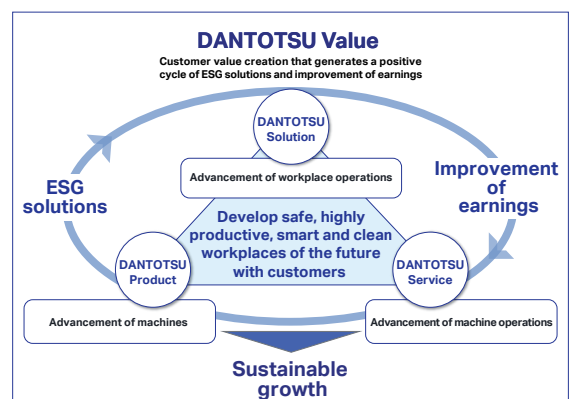 DANTOTSU Value
Customer value creation that generates a positive
cycle of ESG solutions and improvement of earnings
DANTOTSU
Solution
Advancement of workplace operations
ESG
solutions
Improvement
of
earnings
Develop safe, highly
productive, smart and clean
workplaces of the future
with customers
DANTOTSU
Product
DANTOTSU
Service
Advancement of machines
Advancement of machine operations
Sustainable
growth